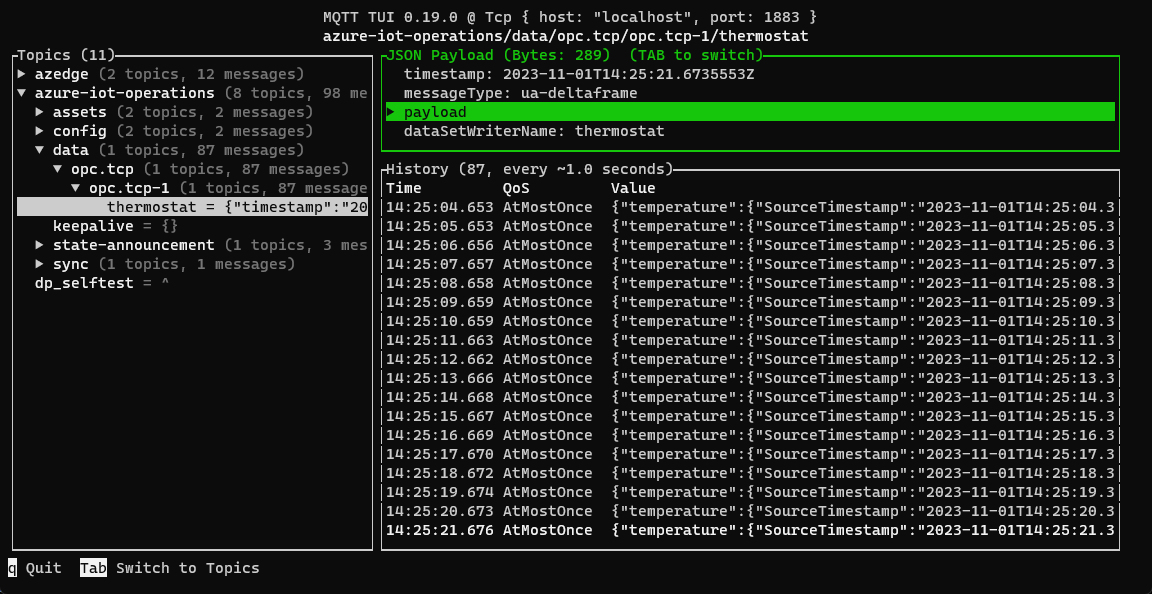 MQTT TUI 0.19.0 @ Tcp { host: "localhost", port: 1883 }
azure-iot-operations/data/opc.tcp/opc.tcp-1/thermostat
Topics (11)
▶ azedge (2 topics, 12 messages)
▼ azure-iot-operations (8 topics, 98 me
▶ assets (2 topics, 2 messages)
▶ config (2 topics, 2 messages)
▼ data (1 topics, 87 messages)
▼ opc.tcp (1 topics, 87 messages)
▼ opc.tcp-1 (1 topics, 87 message
thermostat = {"timestamp":"20
keepalive = {}
▶ state-announcement (1 topics, 3 mes
▶ sync (1 topics, 1 messages)
dp_selftest = ^
JSON Payload (Bytes: 289) (TAB to switch)
timestamp: 2023-11-01T14:25:21.6735553Z
messageType: ua-deltaframe
▶ payload
dataSetWriterName: thermostat
History (87, every ~1.0 seconds)
Time QoS Value
14:25:04.653 AtMostOnce {"temperature":{"SourceTimestamp":"2023-11-01T14:25:04.3
14:25:05.653 AtMostOnce {"temperature":{"SourceTimestamp":"2023-11-01T14:25:05.3
14:25:06.656 AtMostOnce {"temperature":{"SourceTimestamp":"2023-11-01T14:25:06.3
14:25:07.657 AtMostOnce {"temperature":{"SourceTimestamp":"2023-11-01T14:25:07.3
14:25:08.658 AtMostOnce {"temperature":{"SourceTimestamp":"2023-11-01T14:25:08.3
14:25:09.659 AtMostOnce {"temperature":{"SourceTimestamp":"2023-11-01T14:25:09.3
14:25:10.659 AtMostOnce {"temperature":{"SourceTimestamp":"2023-11-01T14:25:10.3
14:25:11.663 AtMostOnce {"temperature":{"SourceTimestamp":"2023-11-01T14:25:11.3
14:25:12.662 AtMostOnce {"temperature":{"SourceTimestamp":"2023-11-01T14:25:12.3
14:25:13.666 AtMostOnce {"temperature":{"SourceTimestamp":"2023-11-01T14:25:13.3
14:25:14.668 AtMostOnce {"temperature":{"SourceTimestamp":"2023-11-01T14:25:14.3
14:25:15.667 AtMostOnce {"temperature":{"SourceTimestamp":"2023-11-01T14:25:15.3
14:25:16.669 AtMostOnce {"temperature":{"SourceTimestamp":"2023-11-01T14:25:16.3
14:25:17.670 AtMostOnce {"temperature":{"SourceTimestamp":"2023-11-01T14:25:17.3
14:25:18.672 AtMostOnce {"temperature":{"SourceTimestamp":"2023-11-01T14:25:18.3
14:25:19.674 AtMostOnce {"temperature":{"SourceTimestamp":"2023-11-01T14:25:19.3
14:25:20.673 AtMostOnce {"temperature":{"SourceTimestamp":"2023-11-01T14:25:20.3
14:25:21.676 AtMostOnce {"temperature":{"SourceTimestamp":"2023-11-01T14:25:21.3
q Quit Tab Switch to Topics